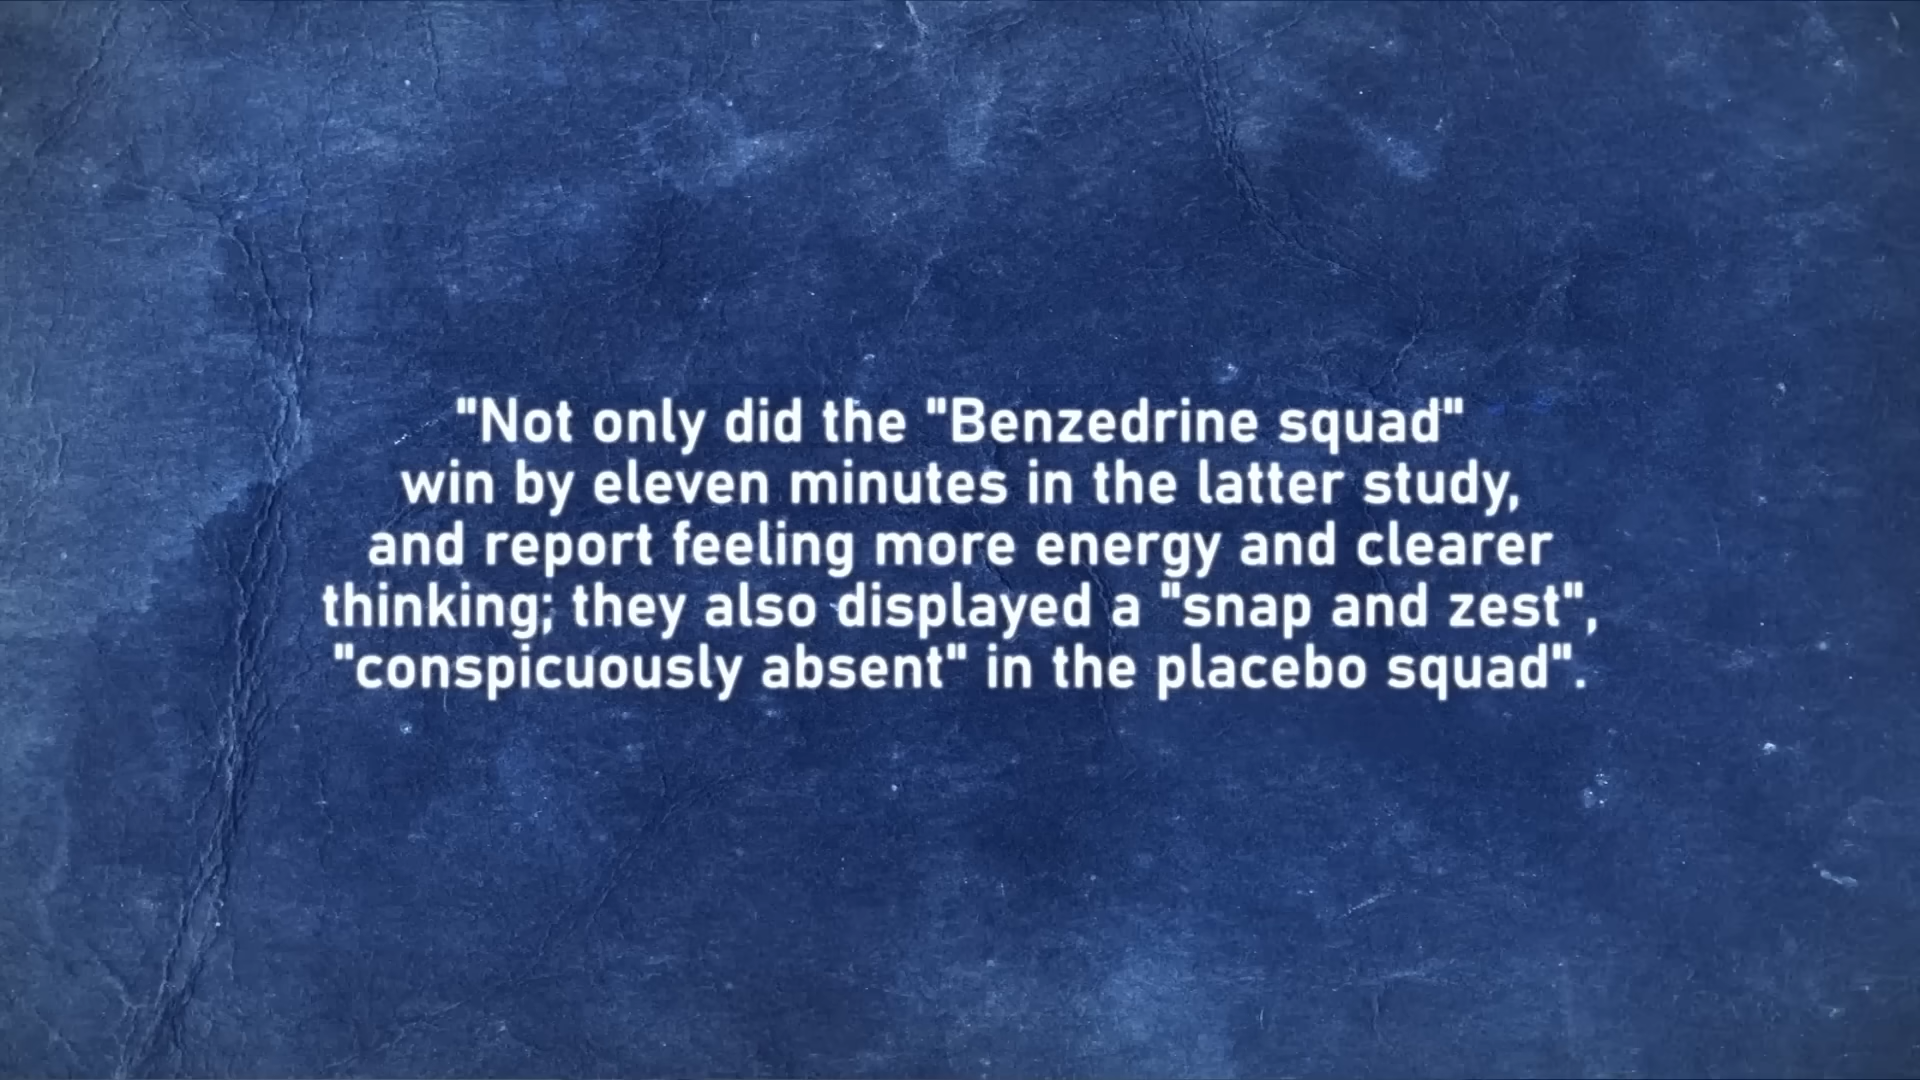 "Not only did the "Benzedrine squad"
win by eleven minutes in the latter study,
and report feeling more energy and clearer
thinking; they also displayed a "snap and zest",
"conspicuously absent" in the placebo squad".